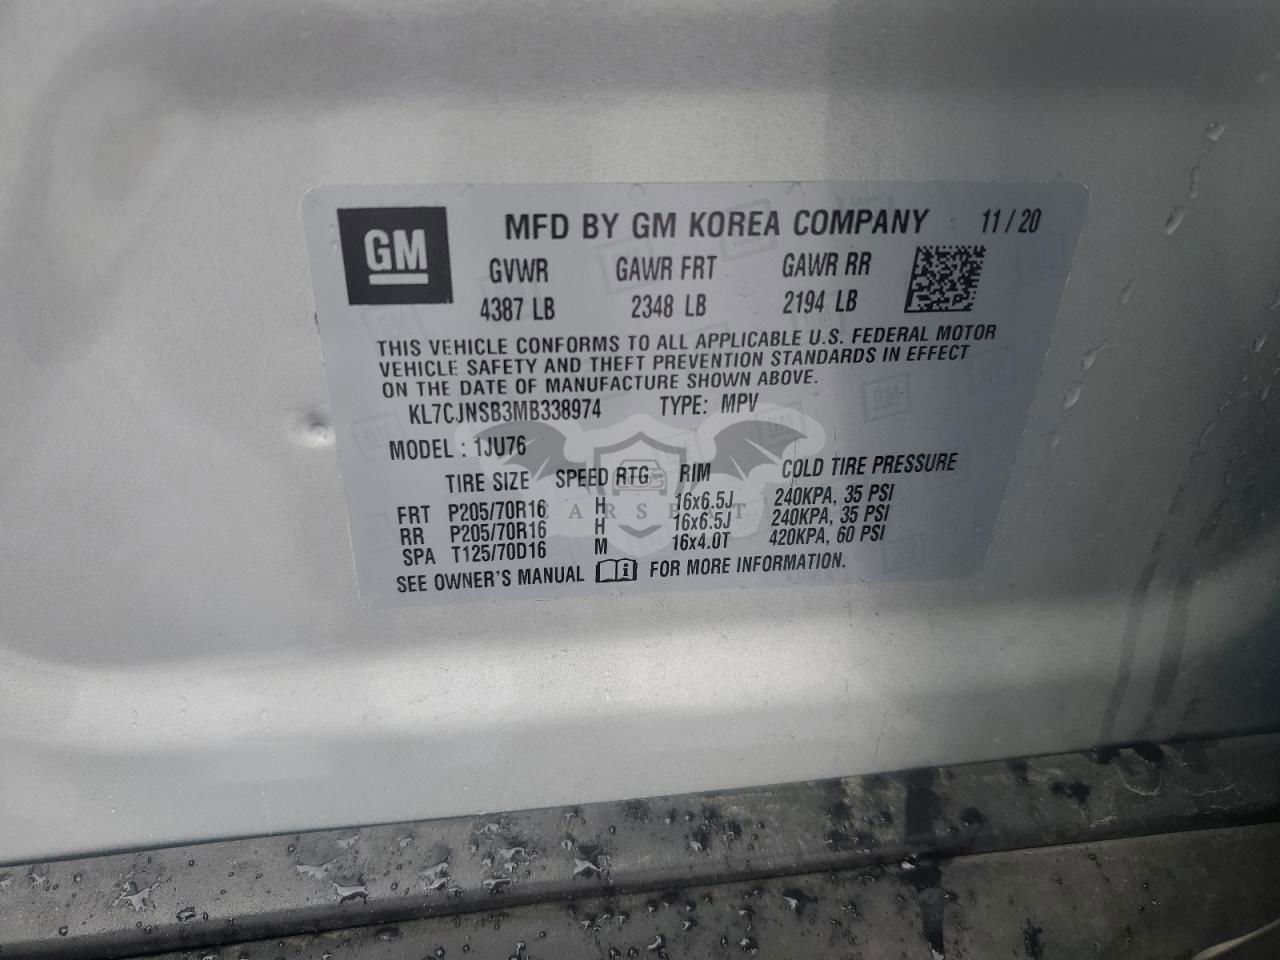 GM
MFD BY GM KOREA COMPANY 11/20
GVWR GAWR FRT GAWR RR
4387 LB 2348 LB 2194 LB
THIS VEHICLE CONFORMS TO ALL APPLICABLE U.S. FEDERAL MOTOR
VEHICLE SAFETY AND THEFT PREVENTION STANDARDS IN EFFECT
ON THE DATE OF MANUFACTURE SHOWN ABOVE.
KL7CJNSB3MB338974 TYPE: MPV
MODEL : 1JU76
TIRE SIZE SPEED RTG RIM COLD TIRE PRESSURE
FRT P205/70R16 H 16x6.5J 240KPA, 35 PSI
RR P205/70R16 H 16x6.5J 240KPA, 35 PSI
SPA T125/70D16 M 16x4.0T 420KPA, 60 PSI
SEE OWNER'S MANUAL FOR MORE INFORMATION.